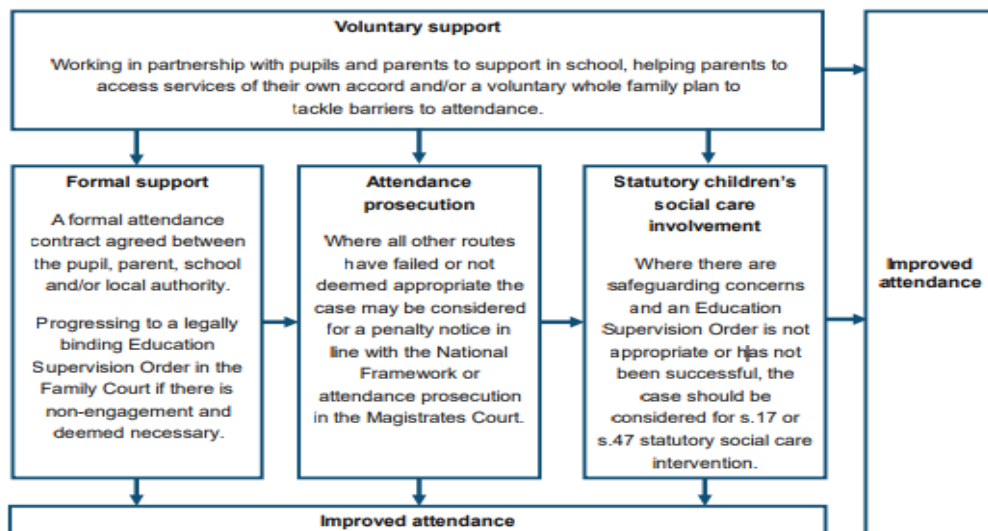 Voluntary support
Working in partnership with pupils and parents to support in school, helping parents to
access services of their own accord and/or a voluntary whole family plan to
tackle barriers to attendance.
Formal support
A formal attendance
contract agreed between
the pupil, parent, school
and/or local authority.
Progressing to a legally
binding Education
Supervision Order in the
Family Court if there is
non-engagement and
deemed necessary.
Attendance
prosecution
Where all other routes
have failed or not
deemed appropriate the
case may be considered
for a penalty notice in
line with the National
Framework or
attendance prosecution
in the Magistrates Court.
Statutory children's
social care
involvement
Where there are
safeguarding concerns
and an Education
Supervision Order is not
appropriate or has not
been successful, the
case should be
considered for s.17 or
s.47 statutory social care
intervention.
Improved
attendance
Improved attendance